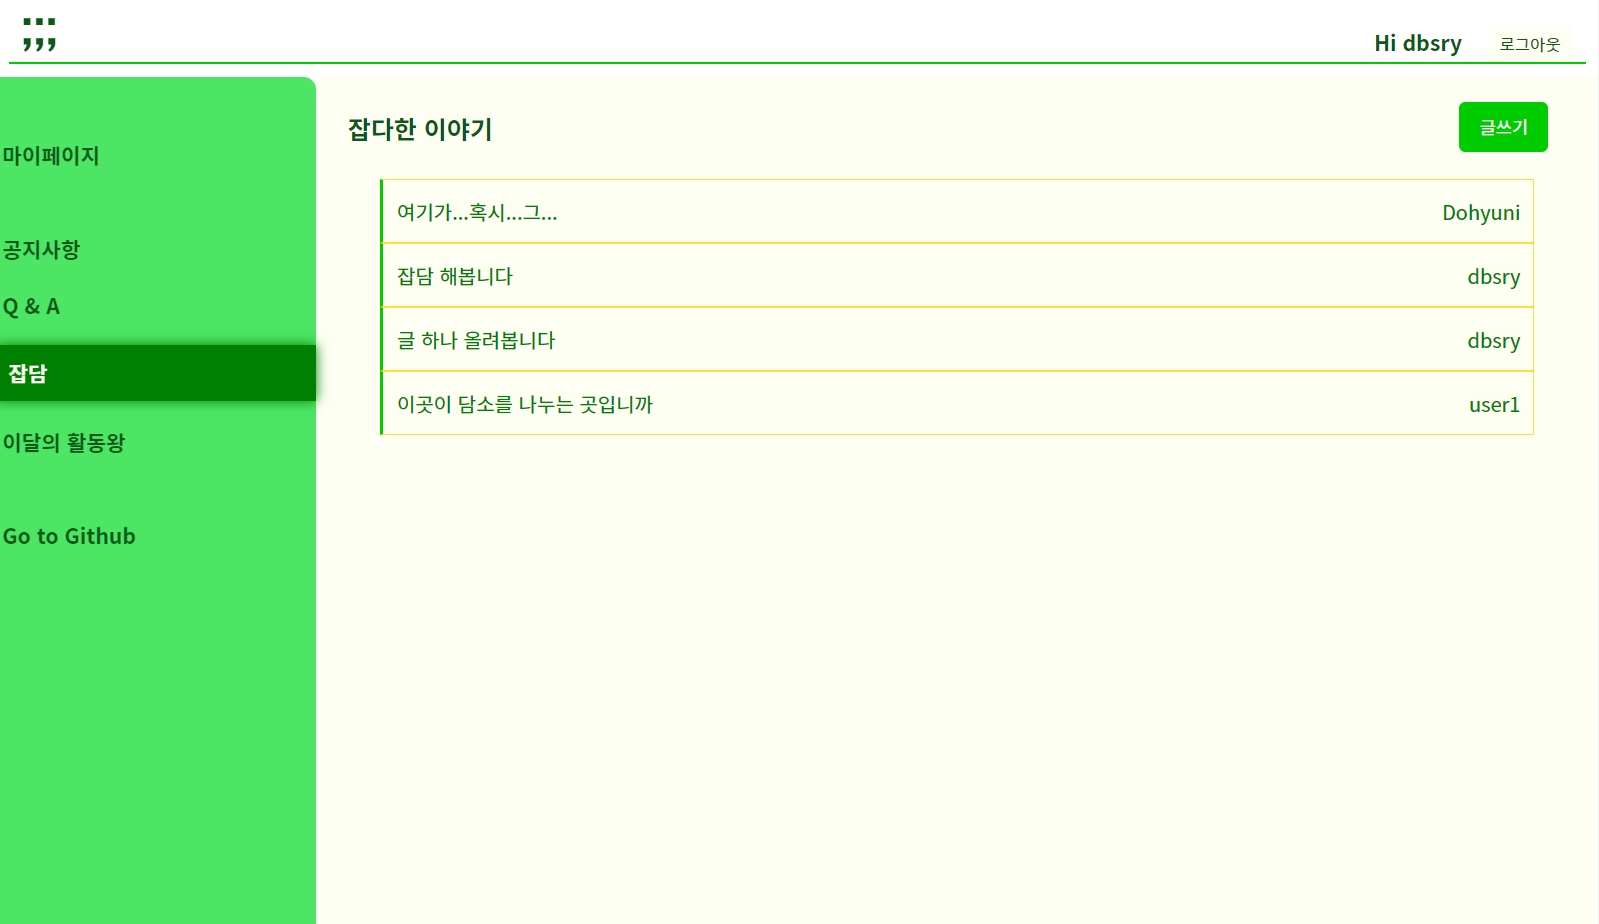 ;;;
Hi dbsry 로그아웃
마이페이지
공지사항
Q & A
잡담
이달의 활동왕
Go to Github
잡다한 이야기 글쓰기
여기가...혹시...그... Dohyuni
잡담 해봅니다 dbsry
글 하나 올려봅니다 dbsry
이곳이 담소를 나누는 곳입니까 user1